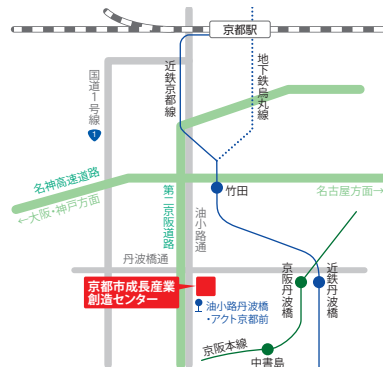 京都駅
国道1号線
1
近鉄京都線
地下鉄烏丸線
名神高速道路
←大阪・神戸方面
第二京阪道路
油小路通
竹田
名古屋方面→
丹波橋通
京都市成長産業
創造センター
油小路丹波橋
・アクト京都前
京阪丹波橋
近鉄丹波橋
京阪本線
中書島